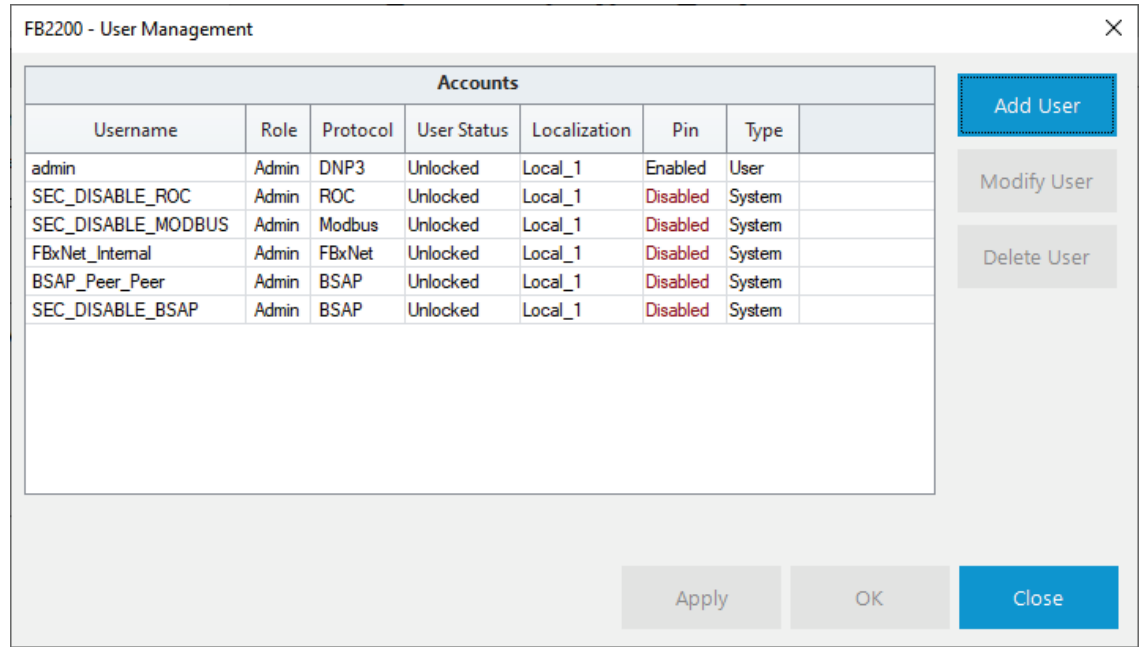 FB2200 - User Management
Accounts
Username Role Protocol User Status Localization Pin Type
admin Admin DNP3 Unlocked Local_1 Enabled User
SEC_DISABLE_ROC Admin ROC Unlocked Local_1 Disabled System
SEC_DISABLE_MODBUS Admin Modbus Unlocked Local_1 Disabled System
FBxNet_Internal Admin FBxNet Unlocked Local_1 Disabled System
BSAP_Peer_Peer Admin BSAP Unlocked Local_1 Disabled System
SEC_DISABLE_BSAP Admin BSAP Unlocked Local_1 Disabled System
Add User
Modify User
Delete User
Apply OK Close